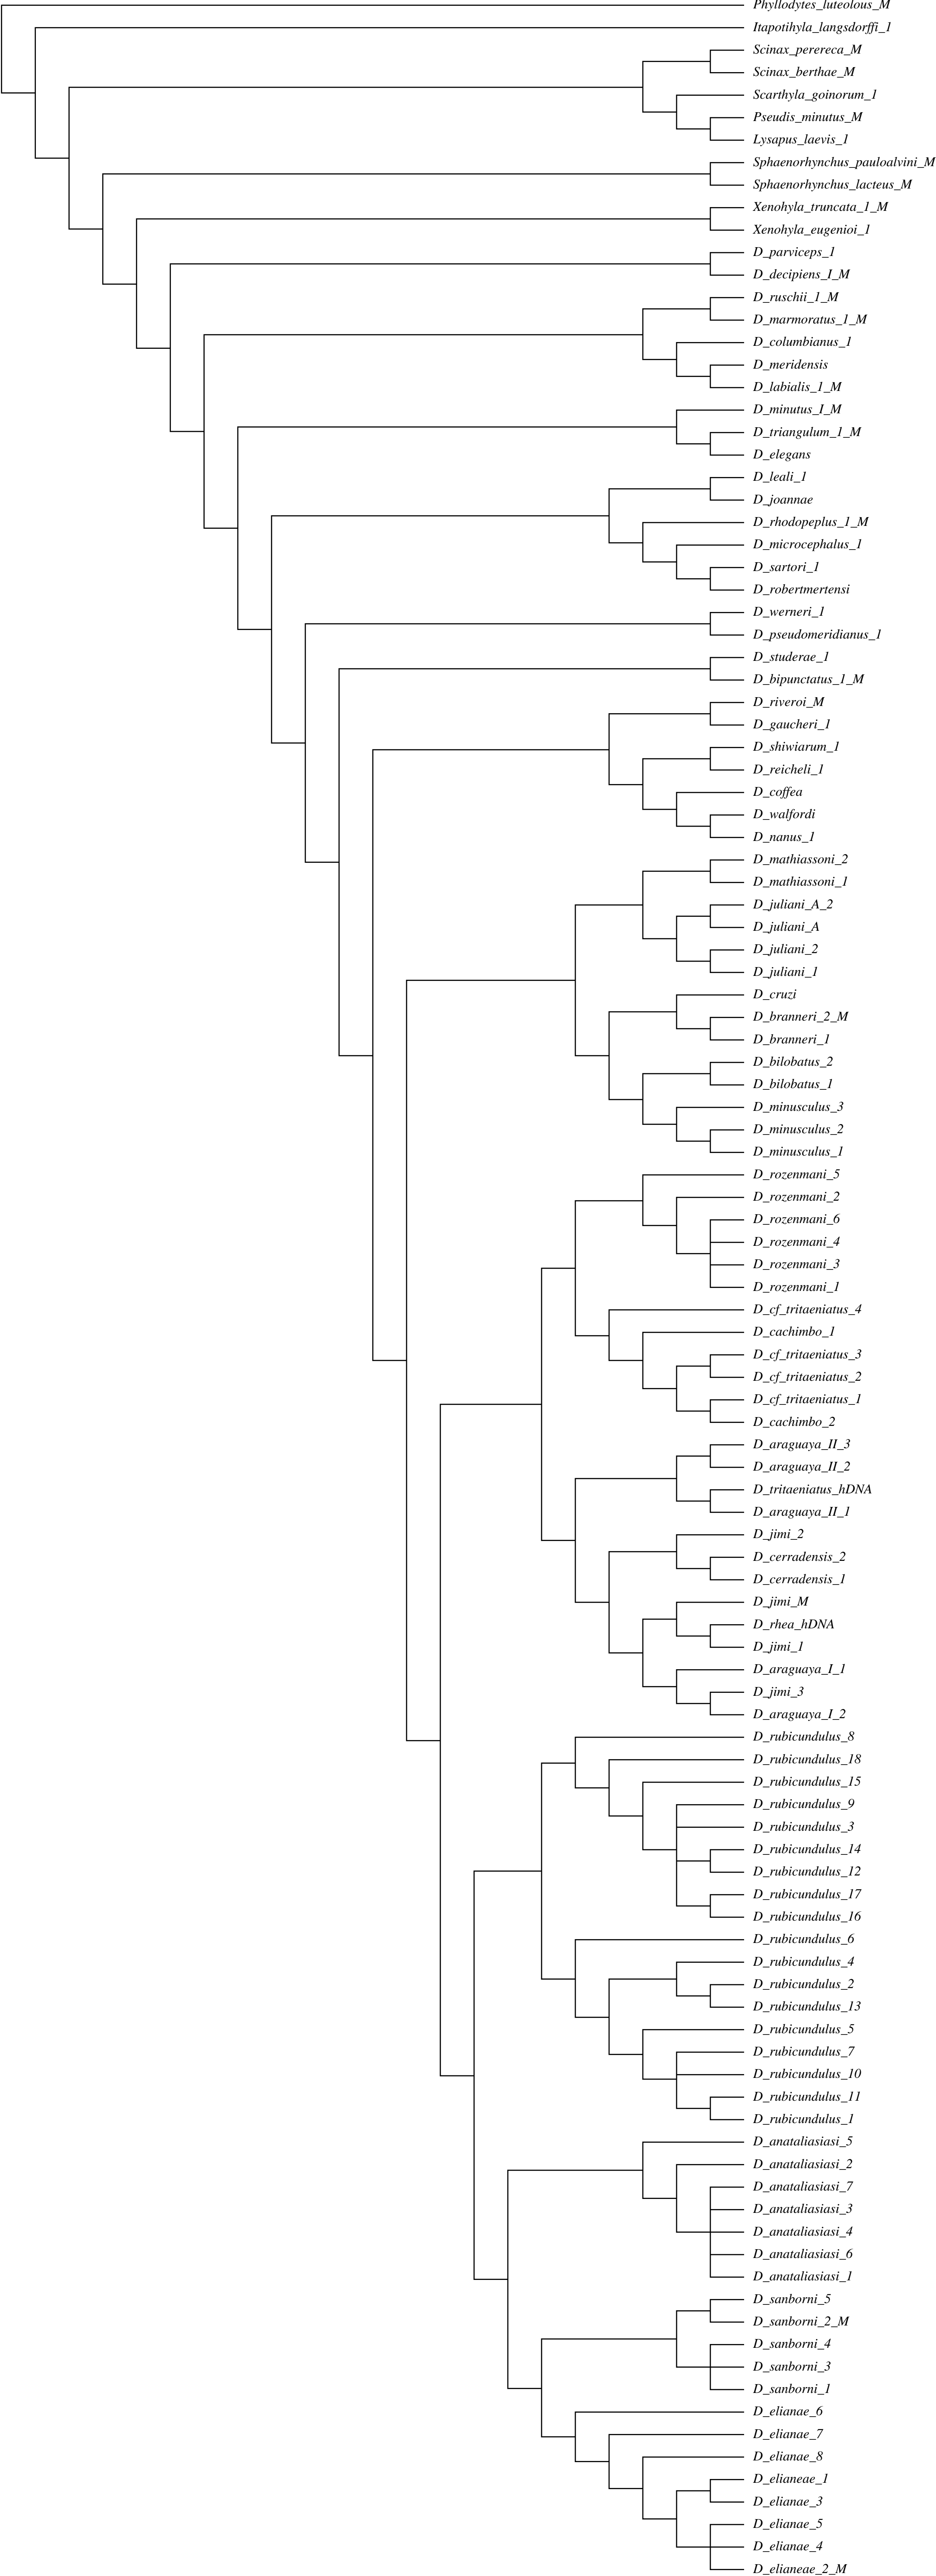 Phyllodytes_luteolous_M
Itapotihyla_langsdorffi_1
Scinax_perereca_M
Scinax_berthae_M
Scarthyla_goinorum_1
Pseudis_minutus_M
Lysapus_laevis_1
Sphaenorhynchus_pauloalvini_M
Sphaenorhynchus_lacteus_M
Xenohyla_truncata_1_M
Xenohyla_eugenioi_1
D_parviceps_1
D_decipiens_I_M
D_ruschii_1_M
D_marmoratus_1_M
D_columbianus_1
D_meridensis
D_labialis_1_M
D_minutus_I_M
D_triangulum_1_M
D_elegans
D_leali_1
D_joannae
D_rhodopeplus_1_M
D_microcephalus_1
D_sartori_1
D_robertmertensi
D_werneri_1
D_pseudomeridianus_1
D_studerae_1
D_bipunctatus_1_M
D_riveroi_M
D_gaucheri_1
D_shiwiarum_1
D_reicheli_1
D_coffea
D_walfordi
D_nanus_1
D_mathiassoni_2
D_mathiassoni_1
D_juliani_A_2
D_juliani_A
D_juliani_2
D_juliani_1
D_cruzi
D_branneri_2_M
D_branneri_1
D_bilobatus_2
D_bilobatus_1
D_minusculus_3
D_minusculus_2
D_minusculus_1
D_rozenmani_5
D_rozenmani_2
D_rozenmani_6
D_rozenmani_4
D_rozenmani_3
D_rozenmani_1
D_cf_tritaeniatus_4
D_cachimbo_1
D_cf_tritaeniatus_3
D_cf_tritaeniatus_2
D_cf_tritaeniatus_1
D_cachimbo_2
D_araguaya_II_3
D_araguaya_II_2
D_tritaeniatus_hDNA
D_araguaya_II_1
D_jimi_2
D_cerradensis_2
D_cerradensis_1
D_jimi_M
D_rhea_hDNA
D_jimi_1
D_araguaya_I_1
D_jimi_3
D_araguaya_I_2
D_rubicundulus_8
D_rubicundulus_18
D_rubicundulus_15
D_rubicundulus_9
D_rubicundulus_3
D_rubicundulus_14
D_rubicundulus_12
D_rubicundulus_17
D_rubicundulus_16
D_rubicundulus_6
D_rubicundulus_4
D_rubicundulus_2
D_rubicundulus_13
D_rubicundulus_5
D_rubicundulus_7
D_rubicundulus_10
D_rubicundulus_11
D_rubicundulus_1
D_anataliasiasi_5
D_anataliasiasi_2
D_anataliasiasi_7
D_anataliasiasi_3
D_anataliasiasi_4
D_anataliasiasi_6
D_anataliasiasi_1
D_sanborni_5
D_sanborni_2_M
D_sanborni_4
D_sanborni_3
D_sanborni_1
D_elianae_6
D_elianae_7
D_elianae_8
D_elianeae_1
D_elianae_3
D_elianae_5
D_elianae_4
D_elianeae_2_M